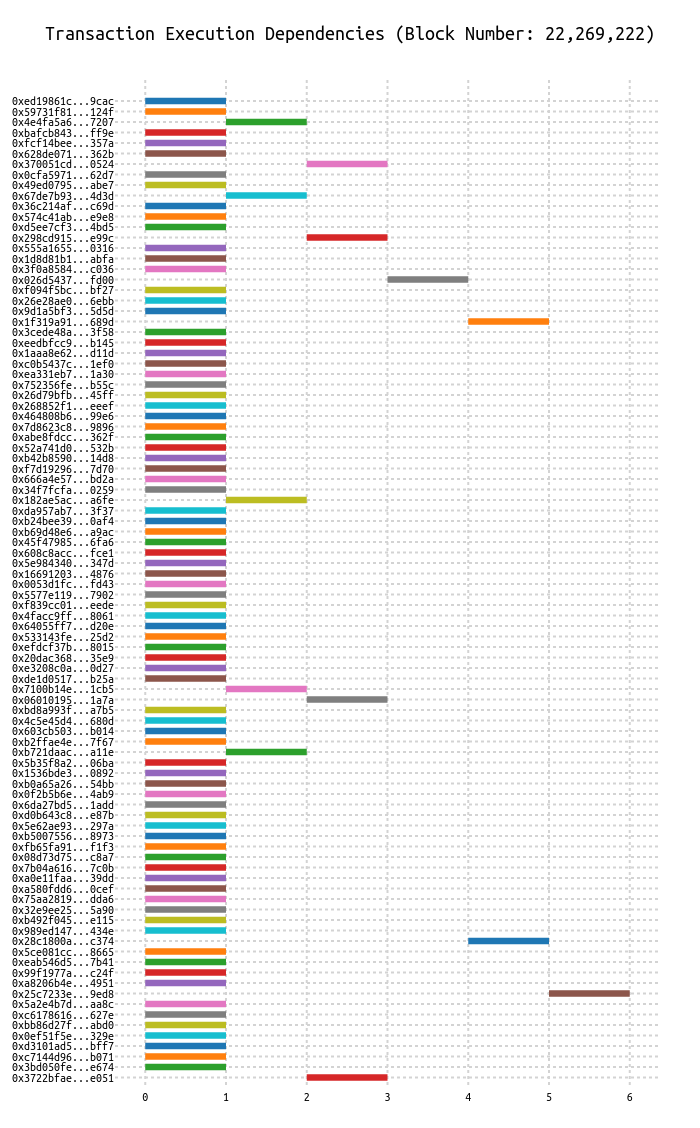 Transaction Execution Dependencies (Block Number: 22,269,222)
0xed19861c...9cac
0x59731f81...124f
0x4e4fa5a6...7207
0xbafcb843...ff9e
0xfcf14bee...357a
0x628de071...362b
0x370051cd...0524
0x0cfa5971...62d7
0x49ed0795...abe7
0x67de7b93...4d3d
0x36c214af...c69d
0x574c41ab...e9e8
0xd5ee7cf3...4bd5
0x298cd915...e99c
0x555a1655...0316
0x1d8d81b1...abfa
0x3f0a8584...c036
0x026d5437...fd00
0xf094f5bc...bf27
0x26e28ae0...6ebb
0x9d1a5bf3...5d5d
0x1f319a91...689d
0x3cede48a...3f58
0xeedbfcc9...b145
0x1aaa8e62...d11d
0xc0b5437c...1ef0
0xea331eb7...1a30
0x752356fe...b55c
0x26d79bfb...45ff
0x268852f1...eeef
0x464808b6...99e6
0x7d8623c8...9896
0xabe8fdcc...362f
0x52a741d0...532b
0xb42b8590...14d8
0xf7d19296...7d70
0x666a4e57...bd2a
0x34f7fcfa...0259
0x182ae5ac...a6fe
0xda957ab7...3f37
0xb24bee39...0af4
0xb69d48e6...a9ac
0x45f47985...6fa6
0x608c8acc...fce1
0x5e984340...347d
0x16691203...4876
0x0053d1fc...fd43
0x5577e119...7902
0xf839cc01...eede
0x4facc9ff...8061
0x64055ff7...d20e
0x533143fe...25d2
0xefdcf37b...8015
0x20dac368...35e9
0xe3208c0a...0d27
0xde1d0517...b25a
0x7100b14e...1cb5
0x06010195...1a7a
0xbd8a993f...a7b5
0x4c5e45d4...680d
0x603cb503...b014
0xb2ffae4e...7f67
0xb721daac...a11e
0x5b35f8a2...06ba
0x1536bde3...0892
0xb0a65a26...54bb
0x0f2b5b6e...4ab9
0x6da27bd5...1add
0xd0b643c8...e87b
0x5e62ae93...297a
0xb5007556...8973
0xfb65fa91...f1f3
0x08d73d75...c8a7
0x7b04a616...7c0b
0xa0e11faa...39dd
0xa580fdd6...0cef
0x75aa2819...dda6
0x32e9ee25...5a90
0xb492f045...e115
0x989ed147...434e
0x28c1800a...c374
0x5ce081cc...8665
0xeab546d5...7b41
0x99f1977a...c24f
0xa8206b4e...4951
0x25c7233e...9ed8
0x5a2e4b7d...aa8c
0xc6178616...627e
0xbb86d27f...abd0
0x0ef51f5e...329e
0xd3101ad5...bff7
0xc7144d96...b071
0x3bd050fe...e674
0x3722bfae...e051
0 1 2 3 4 5 6